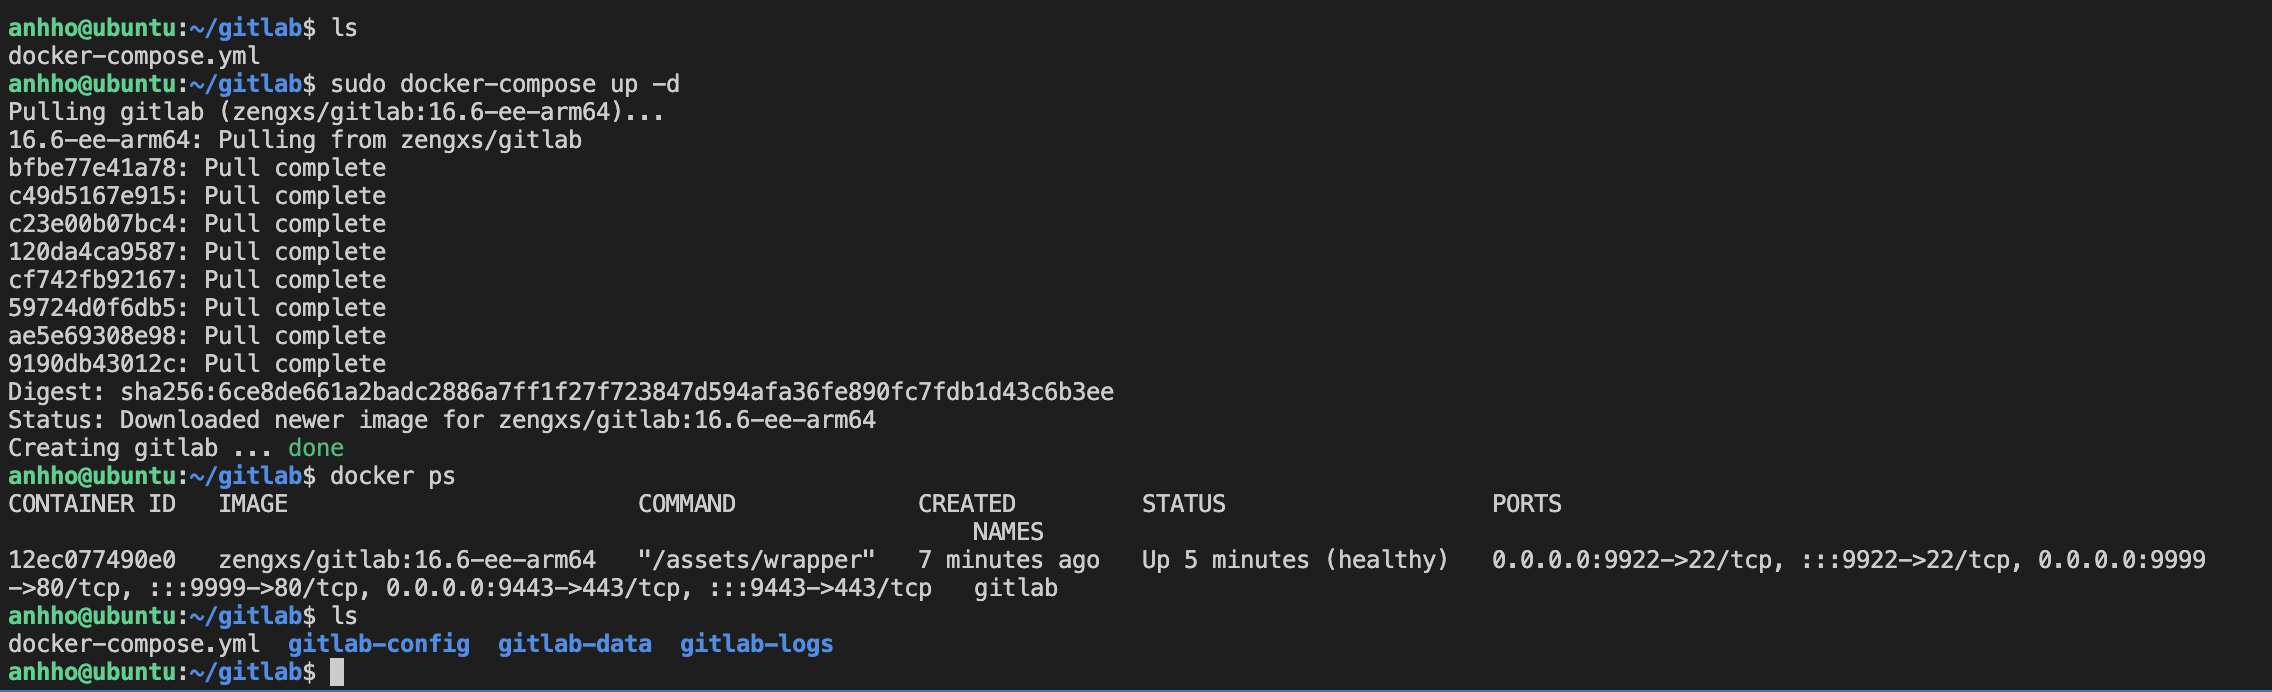 anhho@ubuntu:~/gitlab$ ls
docker-compose.yml
anhho@ubuntu:~/gitlab$ sudo docker-compose up -d
Pulling gitlab (zengxs/gitlab:16.6-ee-arm64)...
16.6-ee-arm64: Pulling from zengxs/gitlab
bfbe77e41a78: Pull complete
c49d5167e915: Pull complete
c23e00b07bc4: Pull complete
120da4ca9587: Pull complete
cf742fb92167: Pull complete
59724d0f6db5: Pull complete
ae5e69308e98: Pull complete
9190db43012c: Pull complete
Digest: sha256:6ce8de661a2badc2886a7ff1f27f723847d594afa36fe890fc7fdb1d43c6b3ee
Status: Downloaded newer image for zengxs/gitlab:16.6-ee-arm64
Creating gitlab ... done
anhho@ubuntu:~/gitlab$ docker ps
CONTAINER ID   IMAGE                         COMMAND             CREATED         STATUS                   PORTS
NAMES
12ec077490e0   zengxs/gitlab:16.6-ee-arm64   "/assets/wrapper"   7 minutes ago   Up 5 minutes (healthy)   0.0.0.0:9922->22/tcp, :::9922->22/tcp, 0.0.0.0:9999
->80/tcp, :::9999->80/tcp, 0.0.0.0:9443->443/tcp, :::9443->443/tcp   gitlab
anhho@ubuntu:~/gitlab$ ls
docker-compose.yml  gitlab-config  gitlab-data  gitlab-logs
anhho@ubuntu:~/gitlab$